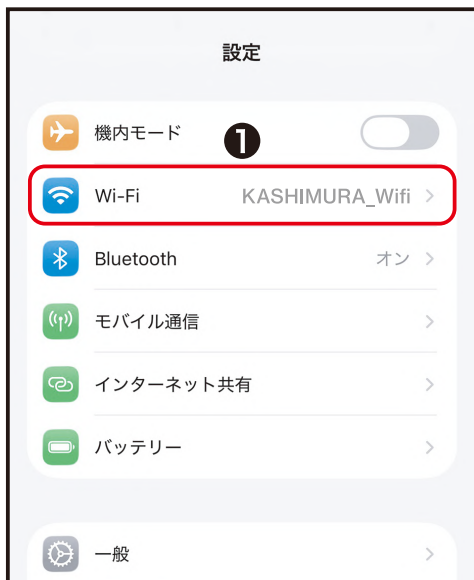 設定
機内モード
❶
Wi-Fi KASHIMURA_Wifi
Bluetooth オン
モバイル通信
インターネット共有
バッテリー
一般